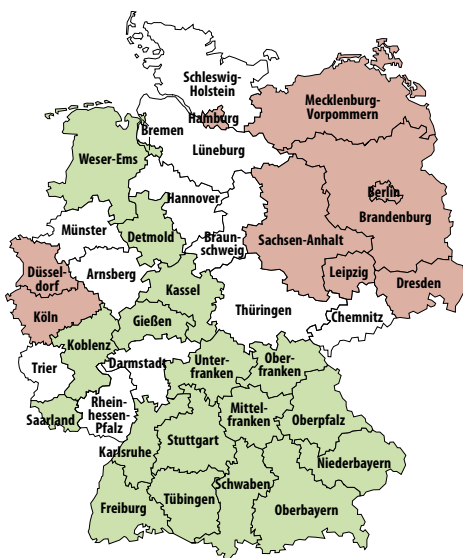 Schleswig-
Holstein
Mecklenburg-
Vorpommern
Hamburg
Bremen
Lüneburg
Weser-Ems
Hannover
Berlin
Brandenburg
Münster
Detmold
Braun-
schweig
Sachsen-Anhalt
Düssel-
dorf
Arnsberg
Kassel
Leipzig
Dresden
Köln
Gießen
Thüringen
Chemnitz
Koblenz
Trier
Darmstadt
Unter-
franken
Ober-
franken
Saarland
Rhein-
hessen-
Pfalz
Mittel-
franken
Oberpfalz
Karlsruhe
Stuttgart
Niederbayern
Schwaben
Freiburg
Tübingen
Oberbayern